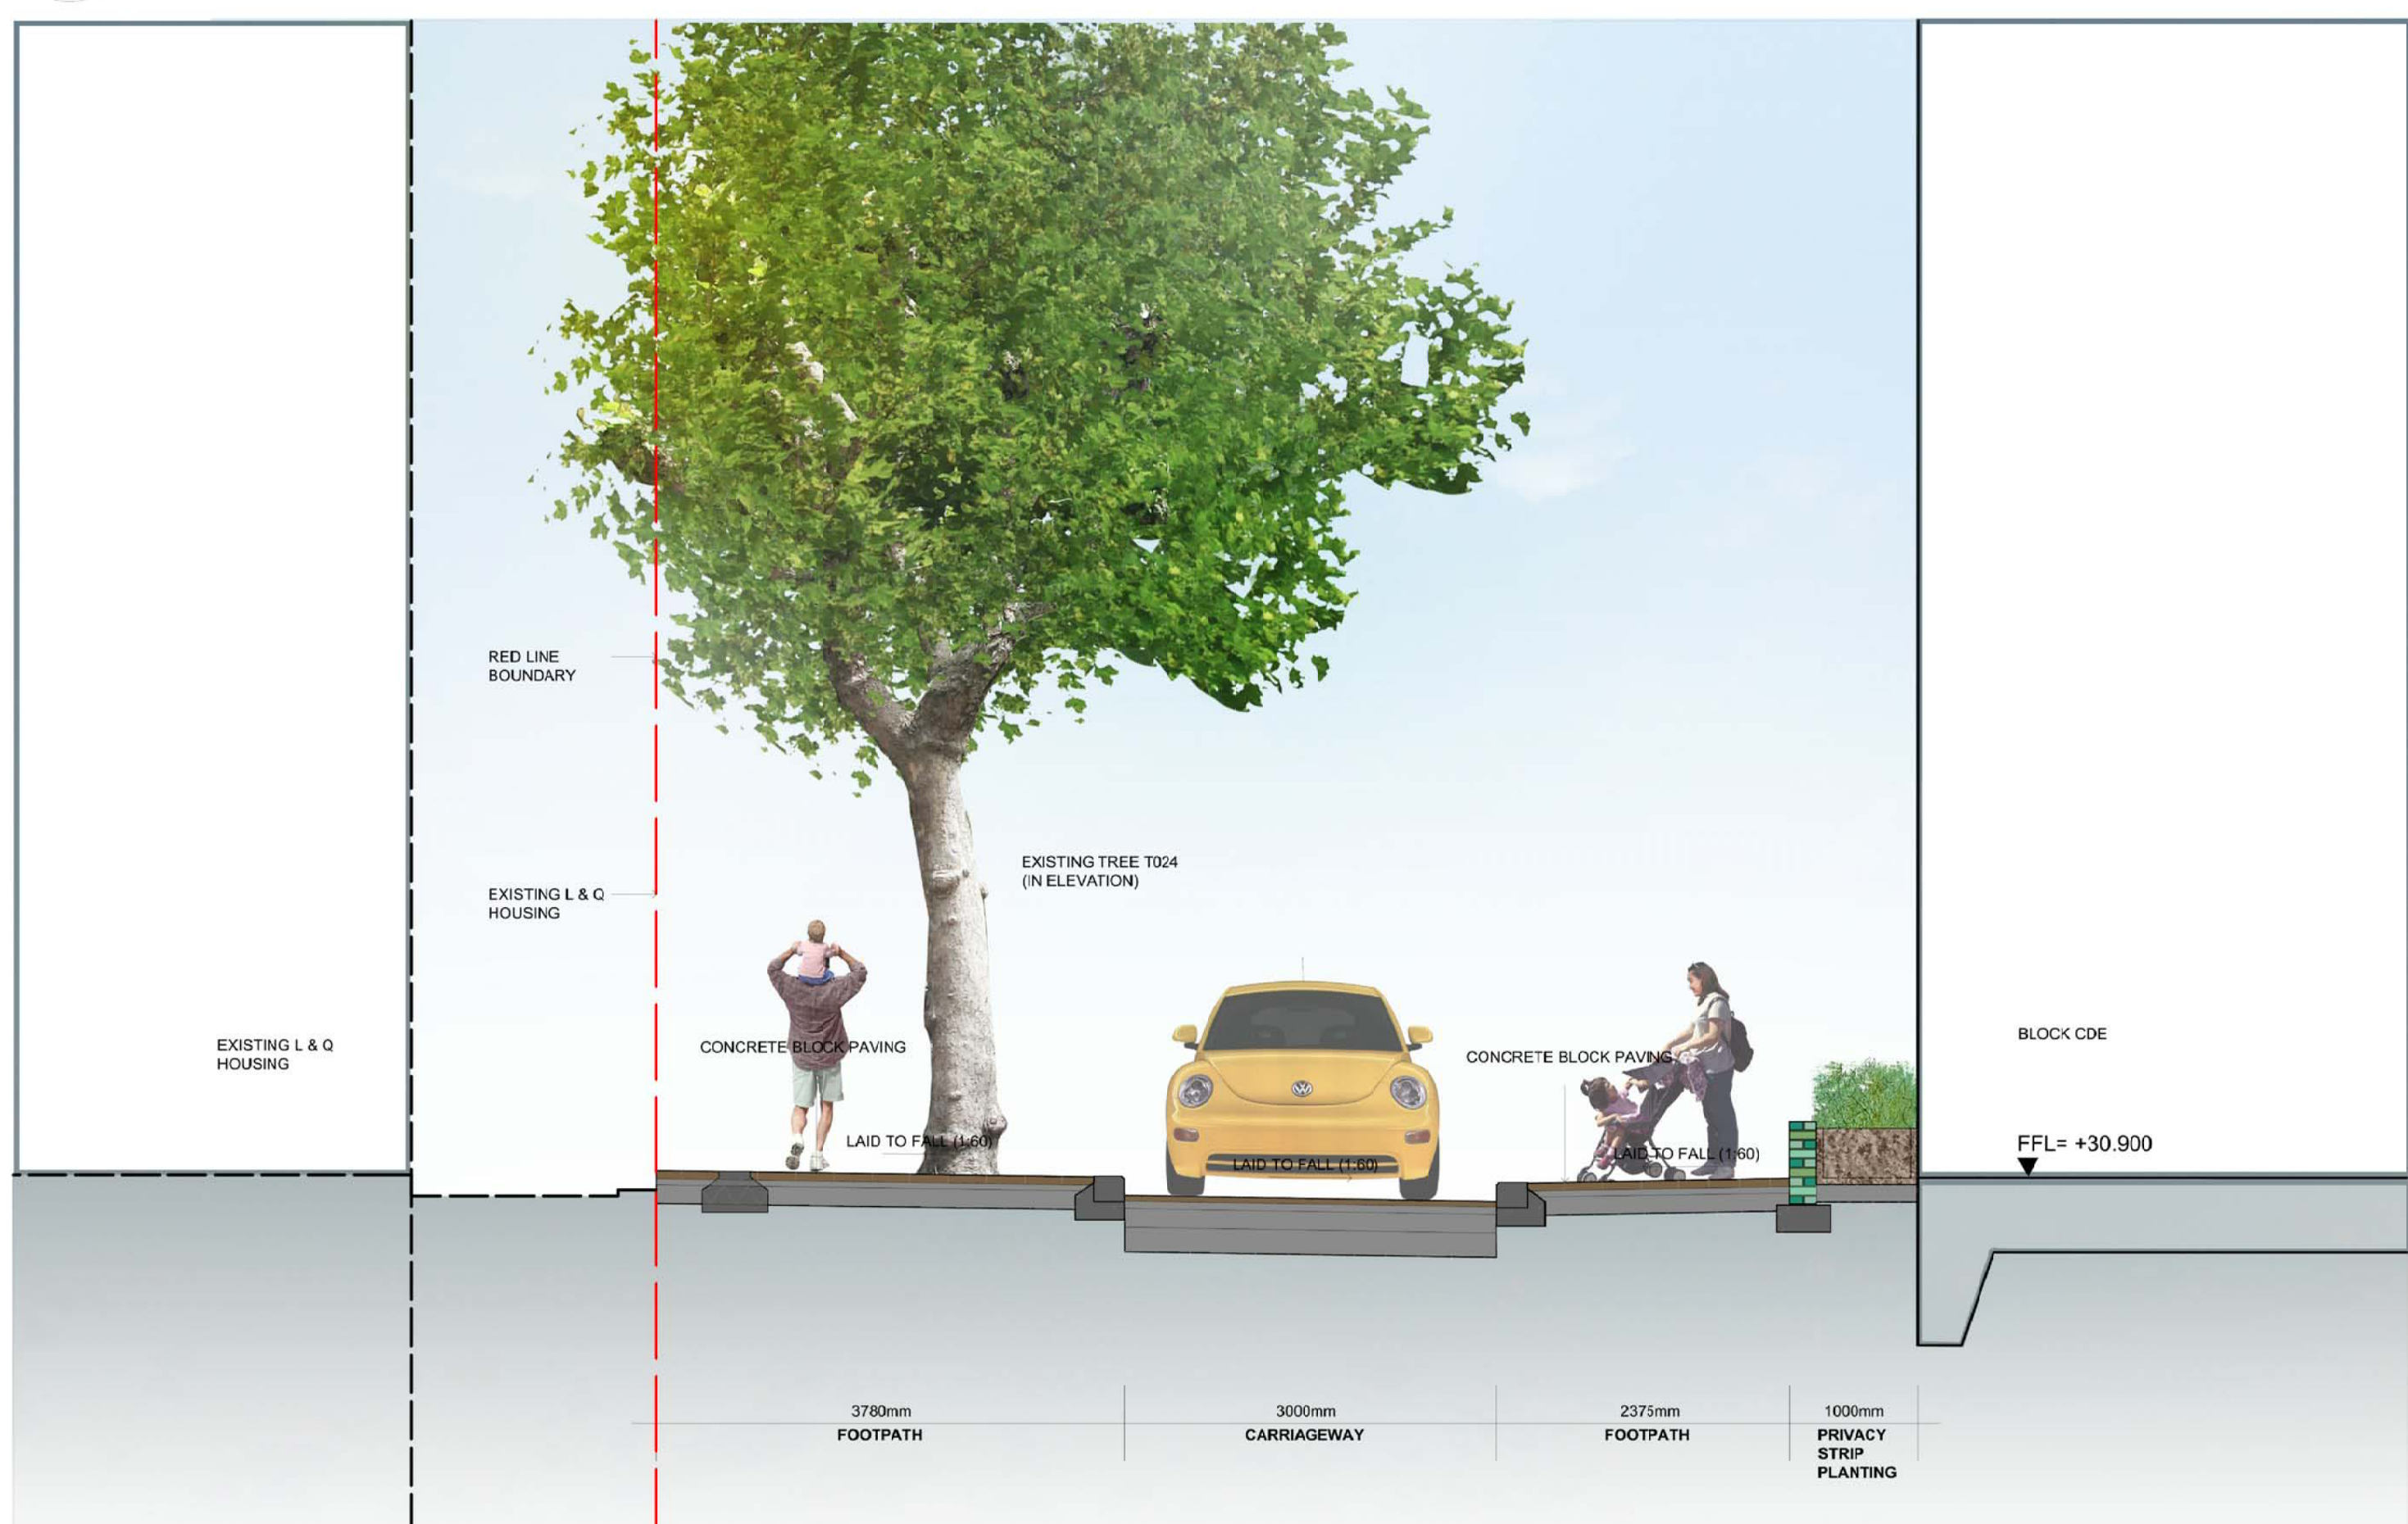 RED LINE
BOUNDARY
EXISTING TREE T024
(IN ELEVATION)
EXISTING L & Q
HOUSING
EXISTING L & Q
HOUSING
CONCRETE BLOCK PAVING
CONCRETE BLOCK PAVING
BLOCK CDE
LAID TO FALL (1:60)
LAID TO FALL (1:60)
LAID TO FALL (1:60)
FFL= +30.900
3780mm
FOOTPATH
3000mm
CARRIAGEWAY
2375mm
FOOTPATH
1000mm
PRIVACY
STRIP
PLANTING